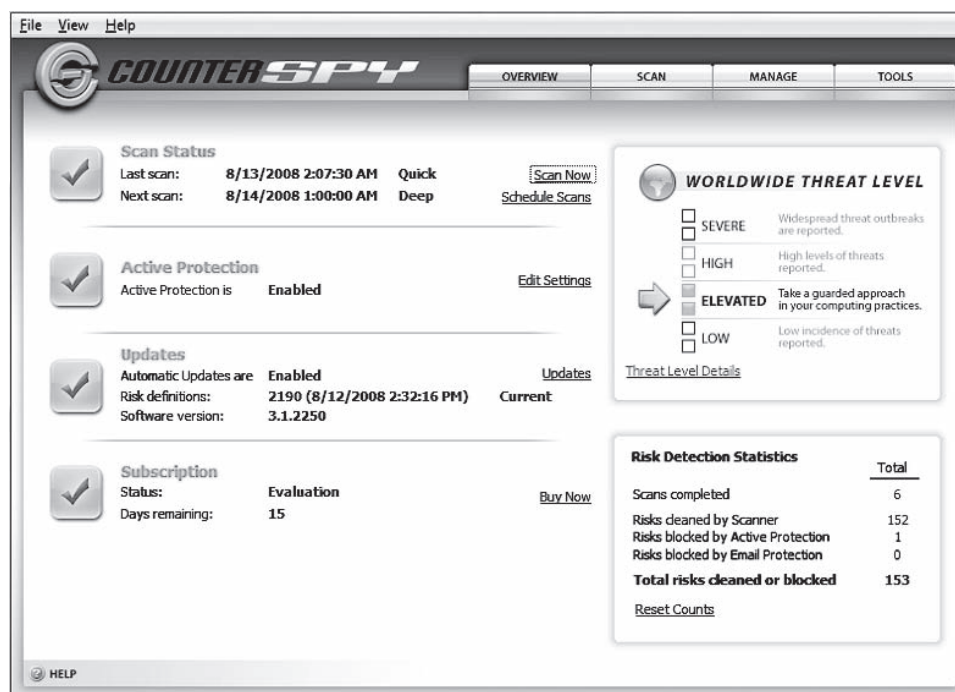 File View Help
COUNTERSPY
OVERVIEW SCAN MANAGE TOOLS
Scan Status
Last scan: 8/13/2008 2:07:30 AM Quick Scan Now
Next scan: 8/14/2008 1:00:00 AM Deep Schedule Scans
Active Protection
Active Protection is Enabled Edit Settings
Updates
Automatic Updates are Enabled Updates
Risk definitions: 2190 (8/12/2008 2:32:16 PM) Current
Software version: 3.1.2250
Subscription
Status: Evaluation Buy Now
Days remaining: 15
WORLDWIDE THREAT LEVEL
SEVERE Widespread threat outbreaks
are reported.
HIGH High levels of threats
reported.
ELEVATED Take a guarded approach
in your computing practices.
LOW Low incidence of threats
reported.
Threat Level Details
Risk Detection Statistics Total
Scans completed 6
Risks cleaned by Scanner 152
Risks blocked by Active Protection 1
Risks blocked by Email Protection 0
Total risks cleaned or blocked 153
Reset Counts
HELP